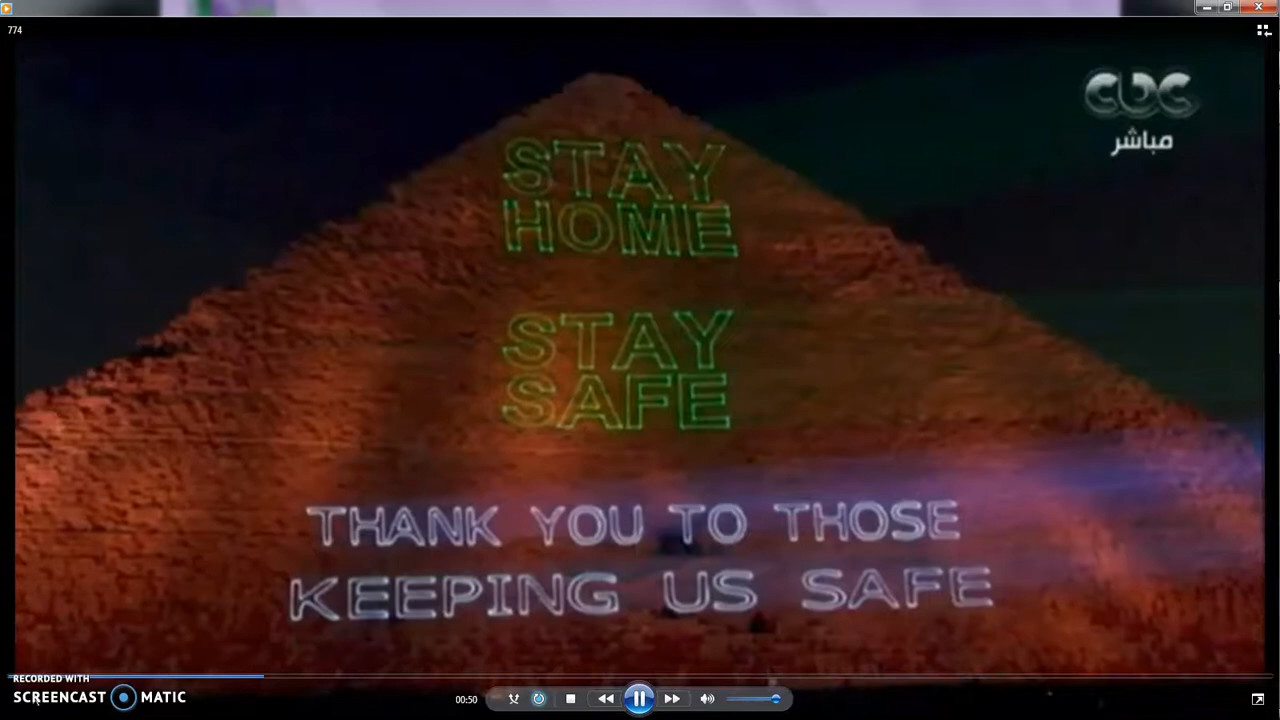 774
cbc
مباشر
STAY
HOME
STAY
SAFE
THANK YOU TO THOSE
KEEPING US SAFE
RECORDED WITH
SCREENCAST MATIC
00:50